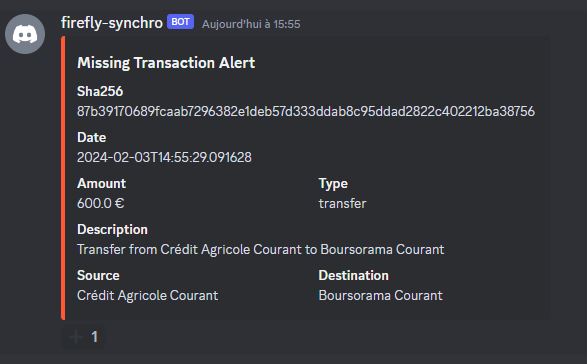 firefly-synchro BOT Aujourd'hui à 15:55
Missing Transaction Alert
Sha256
87b39170689fcaab7296382e1deb57d333ddab8c95ddad2822c402212ba38756
Date
2024-02-03T14:55:29.091628
Amount Type
600.0 € transfer
Description
Transfer from Crédit Agricole Courant to Boursorama Courant
Source Destination
Crédit Agricole Courant Boursorama Courant
+ 1